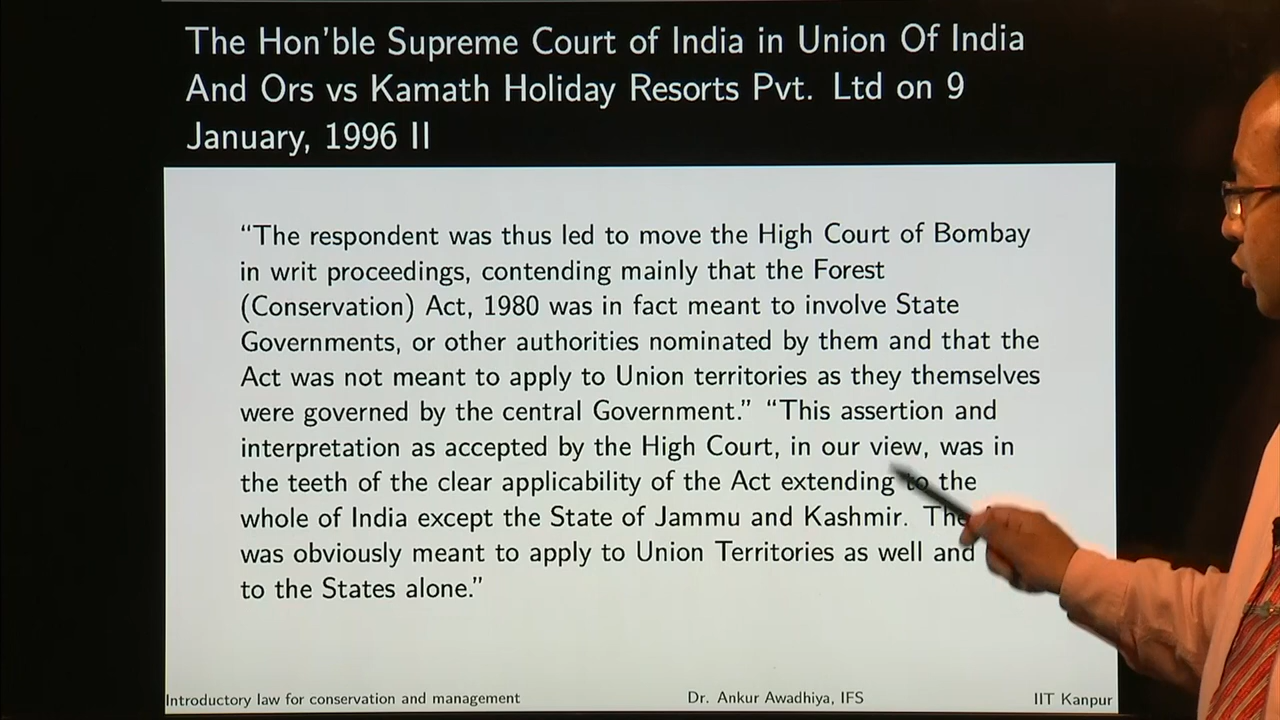 The Hon'ble Supreme Court of India in Union Of India
And Ors vs Kamath Holiday Resorts Pvt. Ltd on 9
January, 1996 II
“The respondent was thus led to move the High Court of Bombay
in writ proceedings, contending mainly that the Forest
(Conservation) Act, 1980 was in fact meant to involve State
Governments, or other authorities nominated by them and that the
Act was not meant to apply to Union territories as they themselves
were governed by the central Government.” “This assertion and
interpretation as accepted by the High Court, in our view, was in
the teeth of the clear applicability of the Act extending to the
whole of India except the State of Jammu and Kashmir.
was obviously meant to apply to Union Territories as well and
to the States alone.”
Introductory law for conservation and management
Dr. Ankur Awadhiya, IFS
IIT Kanpur